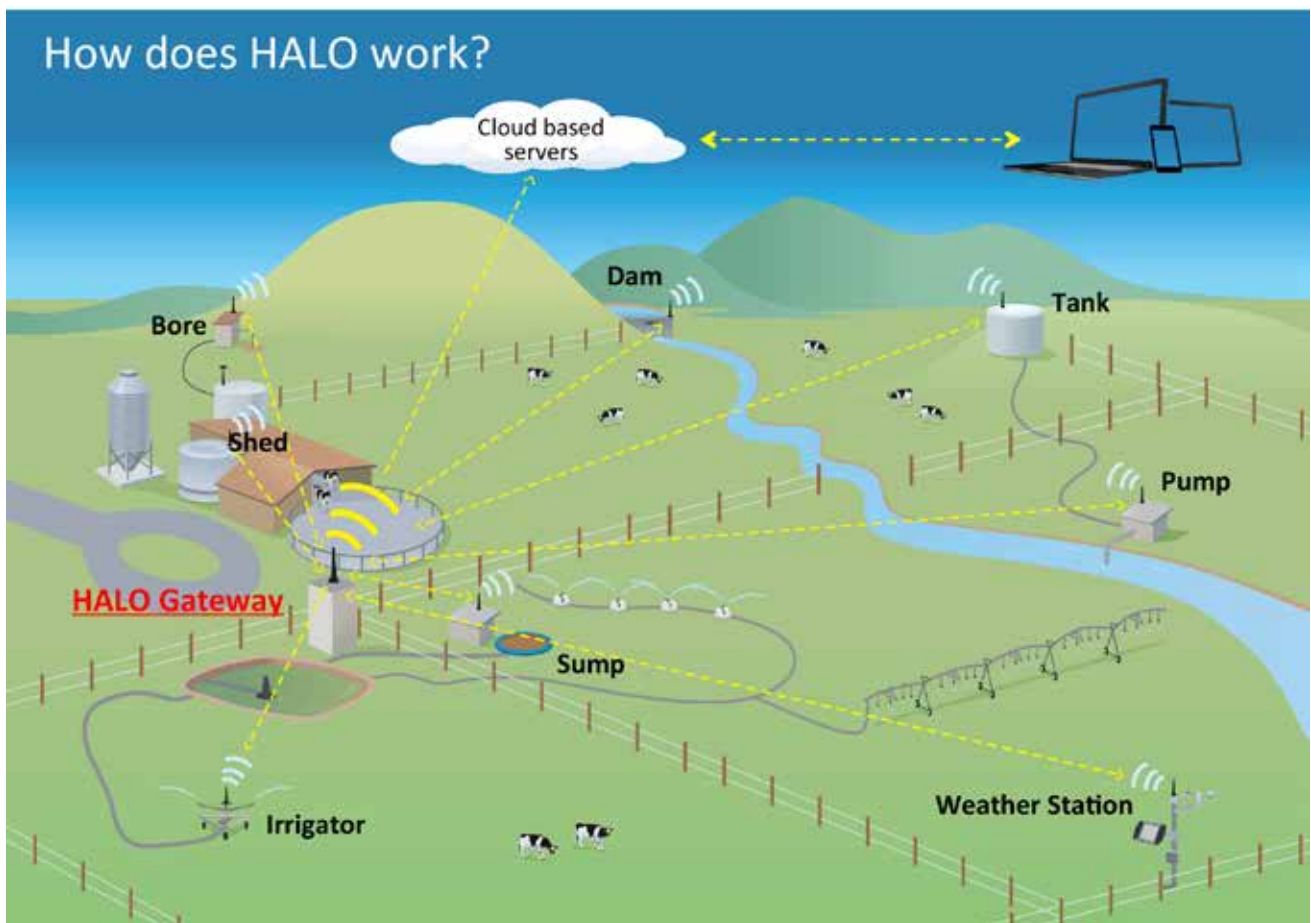 How does HALO work?
Cloud based
servers
Dam
Tank
Bore
Shed
Pump
HALO Gateway
Sump
Weather Station
Irrigator